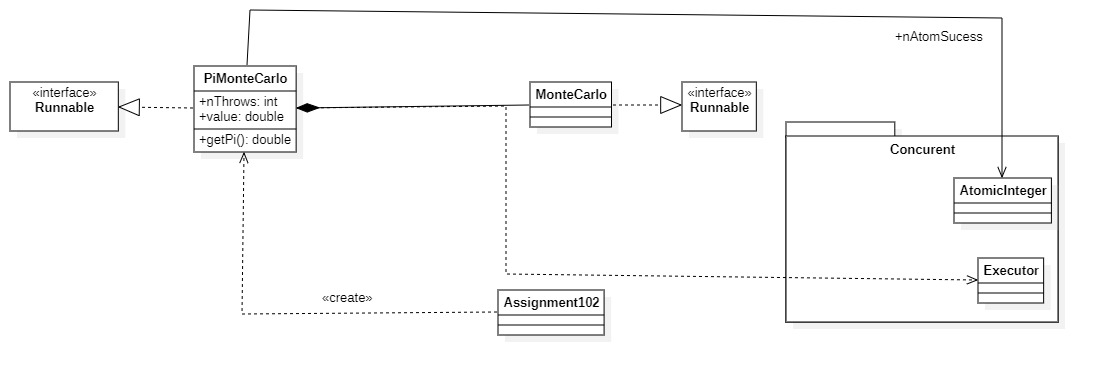 +nAtomSucess
«interface»
Runnable
PiMonteCarlo
+nThrows: int
+value: double
+getPi(): double
MonteCarlo
«interface»
Runnable
Concurent
AtomicInteger
Executor
«create»
Assignment102